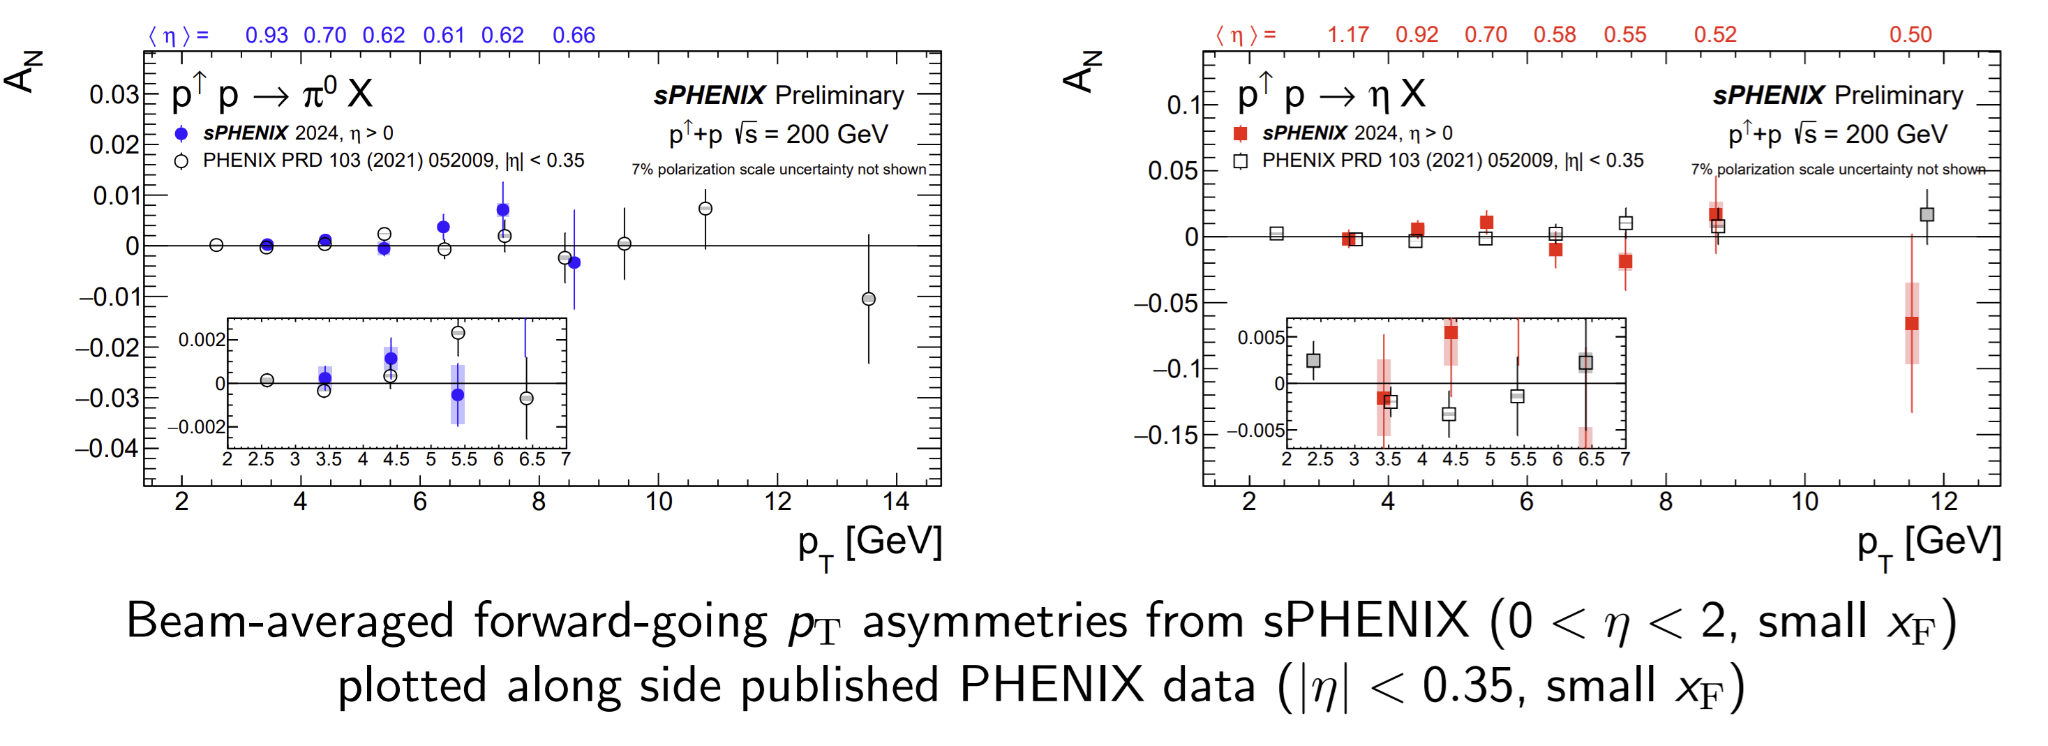 ⟨ η ⟩ = 0.93 0.70 0.62 0.61 0.62 0.66
A_N
p↑ p → π⁰ X
sPHENIX Preliminary
sPHENIX 2024, η > 0
p↑+p √s = 200 GeV
PHENIX PRD 103 (2021) 052009, |η| < 0.35
7% polarization scale uncertainty not shown
0.03
0.02
0.01
0
−0.01
−0.02
−0.03
−0.04
0.002
0
−0.002
2 2.5 3 3.5 4 4.5 5 5.5 6 6.5 7
2 4 6 8 10 12 14
p_T [GeV]
⟨ η ⟩ = 1.17 0.92 0.70 0.58 0.55 0.52 0.50
A_N
p↑ p → η X
sPHENIX Preliminary
sPHENIX 2024, η > 0
p↑+p √s = 200 GeV
PHENIX PRD 103 (2021) 052009, |η| < 0.35
7% polarization scale uncertainty not shown
0.1
0.05
0
−0.05
−0.1
−0.15
0.005
0
−0.005
2 2.5 3 3.5 4 4.5 5 5.5 6 6.5 7
2 4 6 8 10 12
p_T [GeV]
Beam-averaged forward-going p_T asymmetries from sPHENIX (0 < η < 2, small x_F)
plotted along side published PHENIX data (|η| < 0.35, small x_F)